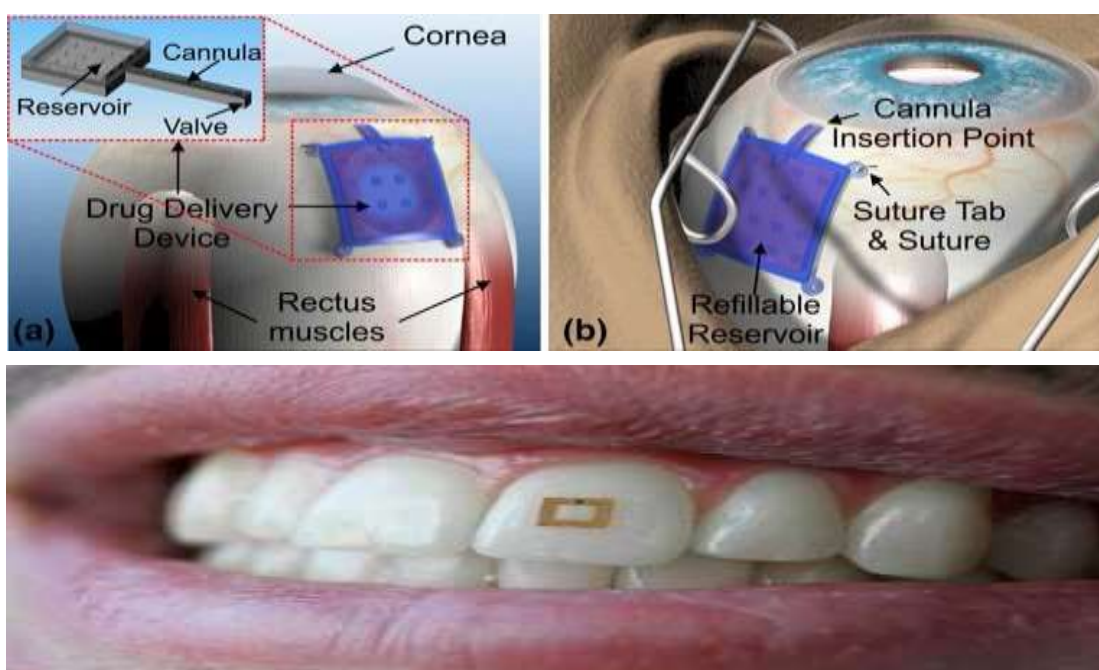 Cannula
Reservoir
Valve
Cornea
Drug Delivery
Device
Rectus
muscles
(a)
Cannula
Insertion Point
Suture Tab
& Suture
Refillable
Reservoir
(b)